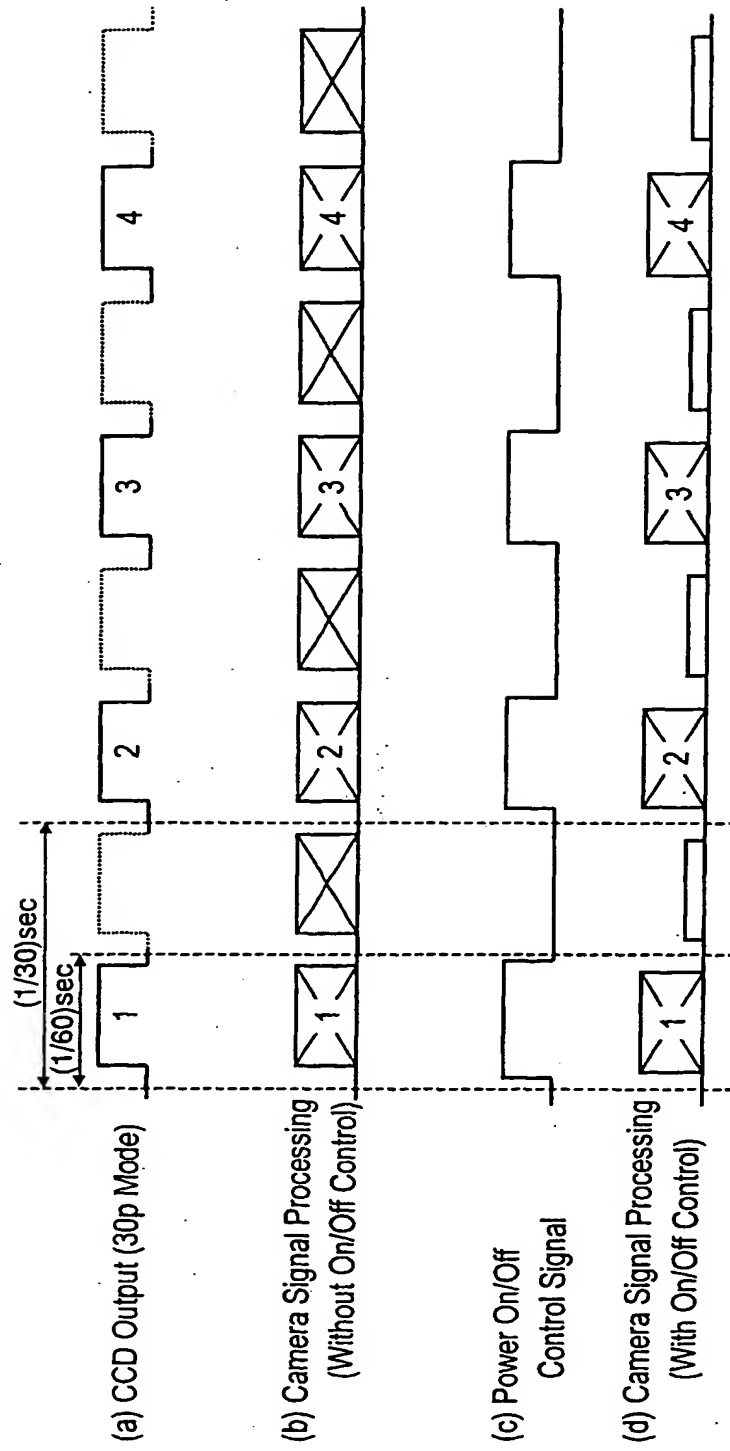 (1/30)sec
(1/60)sec
(a) CCD Output (30p Mode)
1
2
3
4
(b) Camera Signal Processing
(Without On/Off Control)
1
2
3
4
(c) Power On/Off
Control Signal
(d) Camera Signal Processing
(With On/Off Control)
1
2
3
4